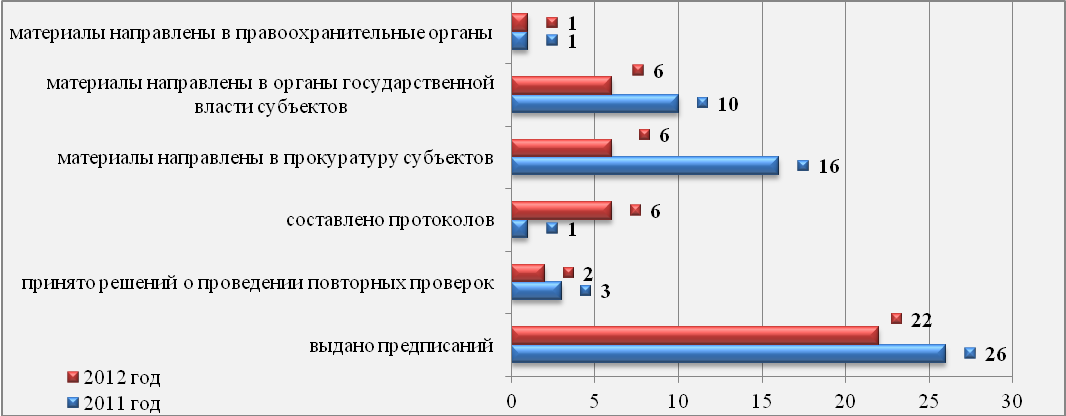 материалы направлены в правоохранительные органы
1
1
материалы направлены в органы государственной
власти субъектов
6
10
материалы направлены в прокуратуру субъектов
6
16
составлено протоколов
6
1
принято решений о проведении повторных проверок
2
3
выдано предписаний
22
26
2012 год
2011 год
0 5 10 15 20 25 30